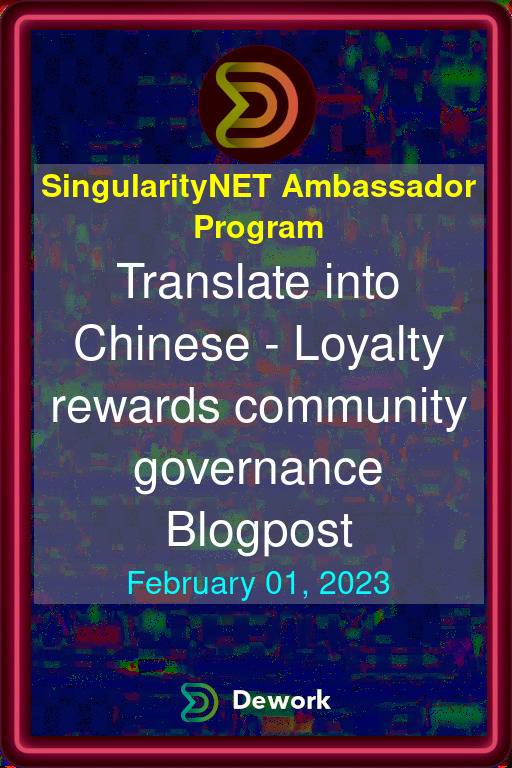 SingularityNET Ambassador
Program
Translate into
Chinese - Loyalty
rewards community
governance
Blogpost
February 01, 2023
Dework